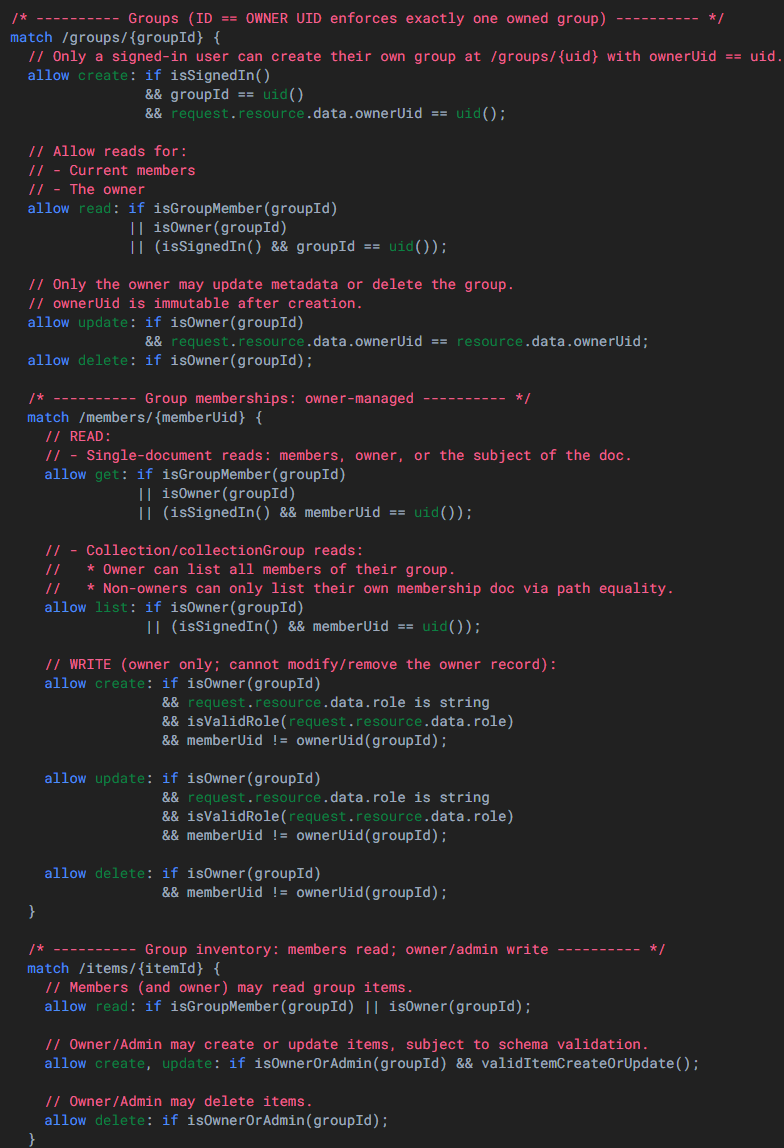 /* ---------- Groups (ID == OWNER UID enforces exactly one owned group) ---------- */
match /groups/{groupId} {
  // Only a signed-in user can create their own group at /groups/{uid} with ownerUid == uid.
  allow create: if isSignedIn()
                && groupId == uid()
                && request.resource.data.ownerUid == uid();

  // Allow reads for:
  // - Current members
  // - The owner
  allow read: if isGroupMember(groupId)
              || isOwner(groupId)
              || (isSignedIn() && groupId == uid());

  // Only the owner may update metadata or delete the group.
  // ownerUid is immutable after creation.
  allow update: if isOwner(groupId)
                && request.resource.data.ownerUid == resource.data.ownerUid;
  allow delete: if isOwner(groupId);

  /* ---------- Group memberships: owner-managed ---------- */
  match /members/{memberUid} {
    // READ:
    // - Single-document reads: members, owner, or the subject of the doc.
    allow get: if isGroupMember(groupId)
               || isOwner(groupId)
               || (isSignedIn() && memberUid == uid());

    // - Collection/collectionGroup reads:
    //   * Owner can list all members of their group.
    //   * Non-owners can only list their own membership doc via path equality.
    allow list: if isOwner(groupId)
                || (isSignedIn() && memberUid == uid());

    // WRITE (owner only; cannot modify/remove the owner record):
    allow create: if isOwner(groupId)
                  && request.resource.data.role is string
                  && isValidRole(request.resource.data.role)
                  && memberUid != ownerUid(groupId);

    allow update: if isOwner(groupId)
                  && request.resource.data.role is string
                  && isValidRole(request.resource.data.role)
                  && memberUid != ownerUid(groupId);

    allow delete: if isOwner(groupId)
                  && memberUid != ownerUid(groupId);
  }

  /* ---------- Group inventory: members read; owner/admin write ---------- */
  match /items/{itemId} {
    // Members (and owner) may read group items.
    allow read: if isGroupMember(groupId) || isOwner(groupId);

    // Owner/Admin may create or update items, subject to schema validation.
    allow create, update: if isOwnerOrAdmin(groupId) && validItemCreateOrUpdate();

    // Owner/Admin may delete items.
    allow delete: if isOwnerOrAdmin(groupId);
  }